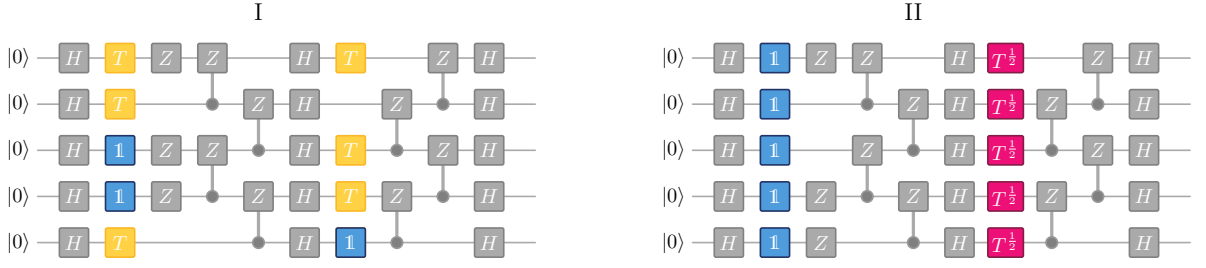 I II
|0⟩ H T Z Z H T Z H |0⟩ H 𝟙 Z Z H T^{1/2} Z H
|0⟩ H T Z H Z H |0⟩ H 𝟙 Z H T^{1/2} Z H
|0⟩ H 𝟙 Z Z H T Z H |0⟩ H 𝟙 Z H T^{1/2} Z H
|0⟩ H 𝟙 Z Z H T Z H |0⟩ H 𝟙 Z Z H T^{1/2} Z H
|0⟩ H T H 𝟙 H |0⟩ H 𝟙 Z H T^{1/2} H